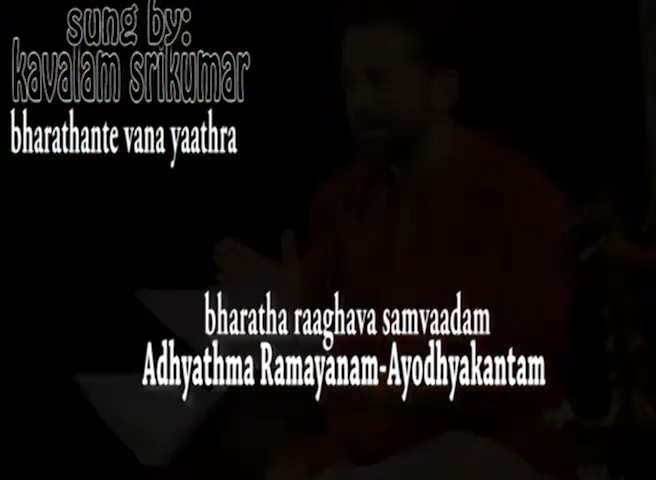 sung by:
kavalam srikumar
bharathante vana yaathra
bharatha raaghava samvaadam
Adhyathma Ramayanam-Ayodhyakantam